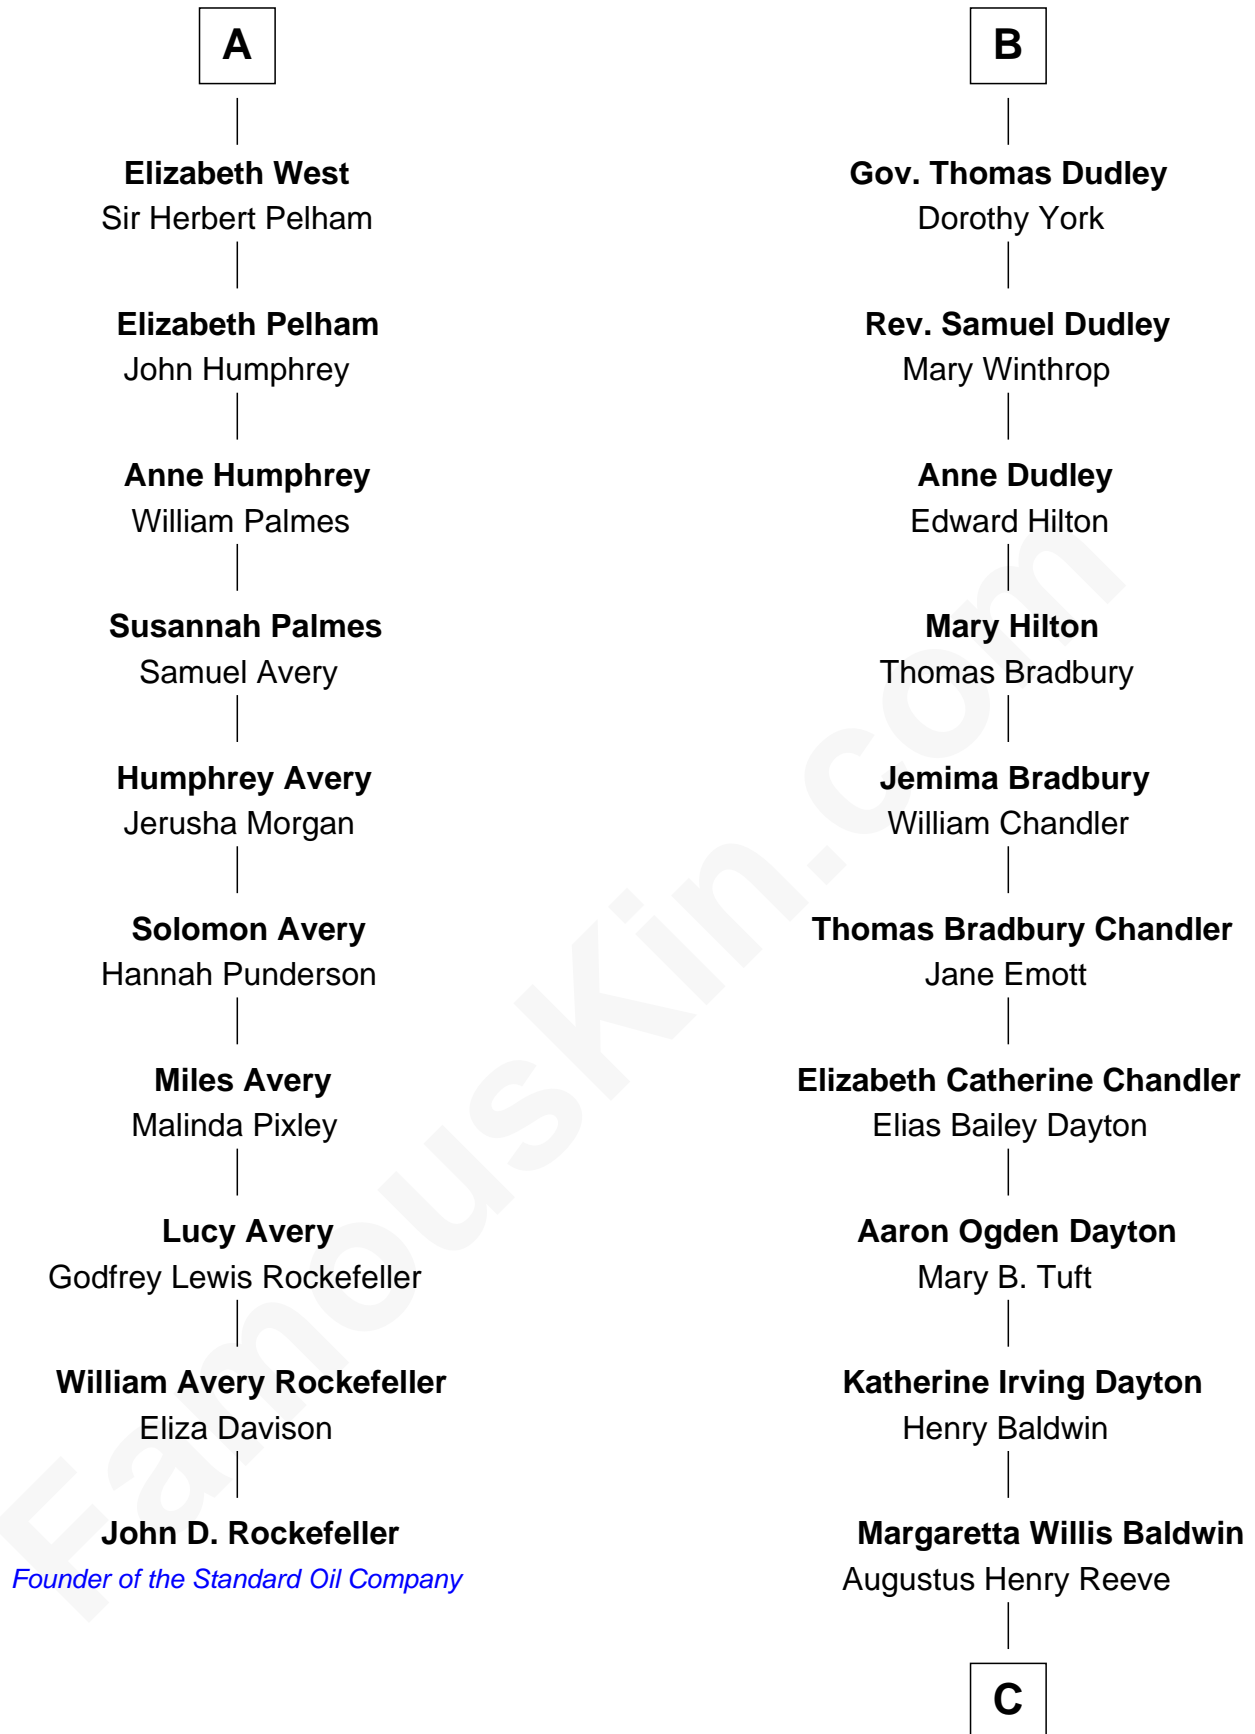 A
Elizabeth West
Sir Herbert Pelham
Elizabeth Pelham
John Humphrey
Anne Humphrey
William Palmes
Susannah Palmes
Samuel Avery
Humphrey Avery
Jerusha Morgan
Solomon Avery
Hannah Punderson
Miles Avery
Malinda Pixley
Lucy Avery
Godfrey Lewis Rockefeller
William Avery Rockefeller
Eliza Davison
John D. Rockefeller
Founder of the Standard Oil Company
B
Gov. Thomas Dudley
Dorothy York
Rev. Samuel Dudley
Mary Winthrop
Anne Dudley
Edward Hilton
Mary Hilton
Thomas Bradbury
Jemima Bradbury
William Chandler
Thomas Bradbury Chandler
Jane Emott
Elizabeth Catherine Chandler
Elias Bailey Dayton
Aaron Ogden Dayton
Mary B. Tuft
Katherine Irving Dayton
Henry Baldwin
Margaretta Willis Baldwin
Augustus Henry Reeve
C
FamousKin.com